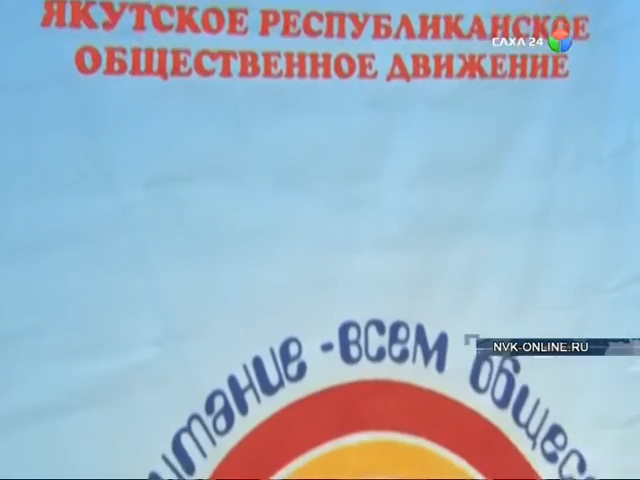 ЯКУТСКОЕ РЕСПУБЛИКАНСКОЕ
САХА 24
ОБЩЕСТВЕННОЕ ДВИЖЕНИЕ
NVK-ONLINE.RU
-ВСЕМ